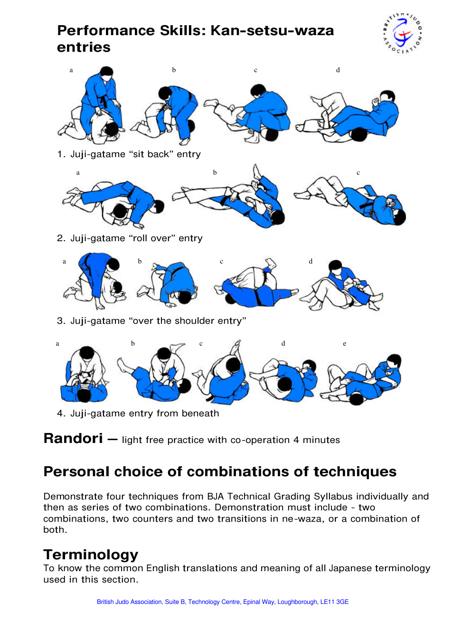 Performance Skills: Kan-setsu-waza
entries
BRITISH JUDO ASSOCIATION
a b c d
1. Juji-gatame “sit back” entry
a b c
2. Juji-gatame “roll over” entry
a b c d
3. Juji-gatame “over the shoulder entry”
a b c d e
4. Juji-gatame entry from beneath
Randori — light free practice with co-operation 4 minutes
Personal choice of combinations of techniques
Demonstrate four techniques from BJA Technical Grading Syllabus individually and
then as series of two combinations. Demonstration must include - two
combinations, two counters and two transitions in ne-waza, or a combination of
both.
Terminology
To know the common English translations and meaning of all Japanese terminology
used in this section.
British Judo Association, Suite B, Technology Centre, Epinal Way, Loughborough, LE11 3GE